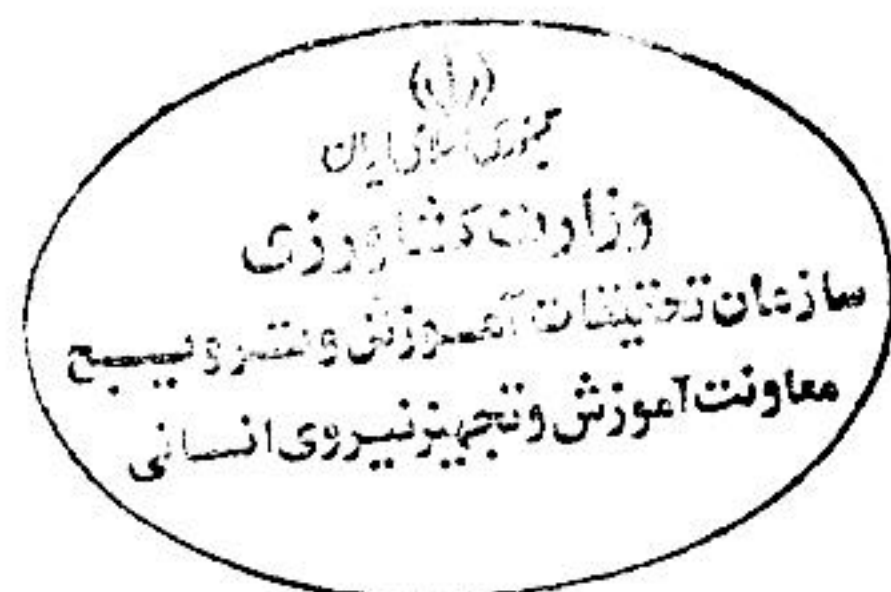 جمهوری اسلامی ایران
وزارت کشاورزی
سازمان تحقیقات آموزش و ترویج
معاونت آموزش و تجهیز نیروی انسانی